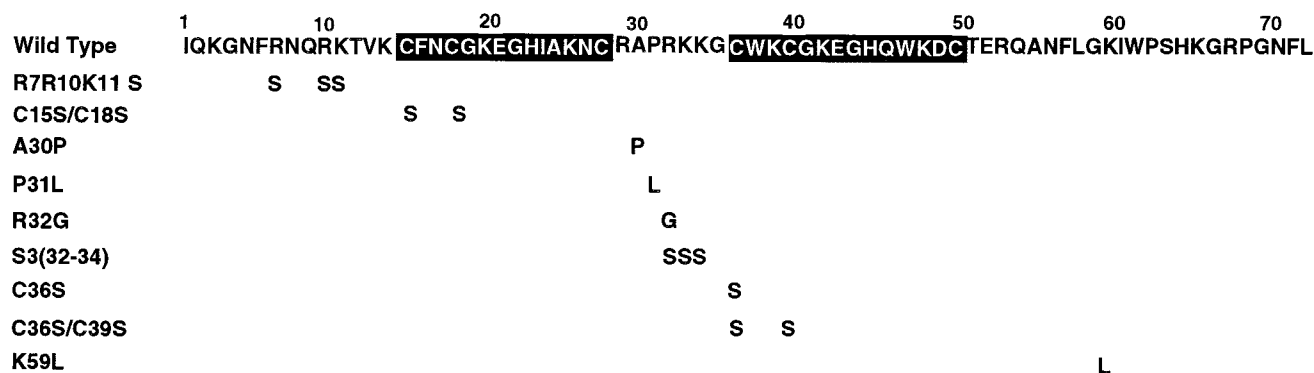 1 10 20 30 40 50 60 70
Wild Type IQKGNFRNQRKTVKCFNCGKEGHIAKNCRAPRKKGCWKCGKEGHQWKDCTERQANFLGKIWPSHKGRPGNFL
R7R10K11 S S SS
C15S/C18S S S
A30P P
P31L L
R32G G
S3(32-34) SSS
C36S S
C36S/C39S S S
K59L L